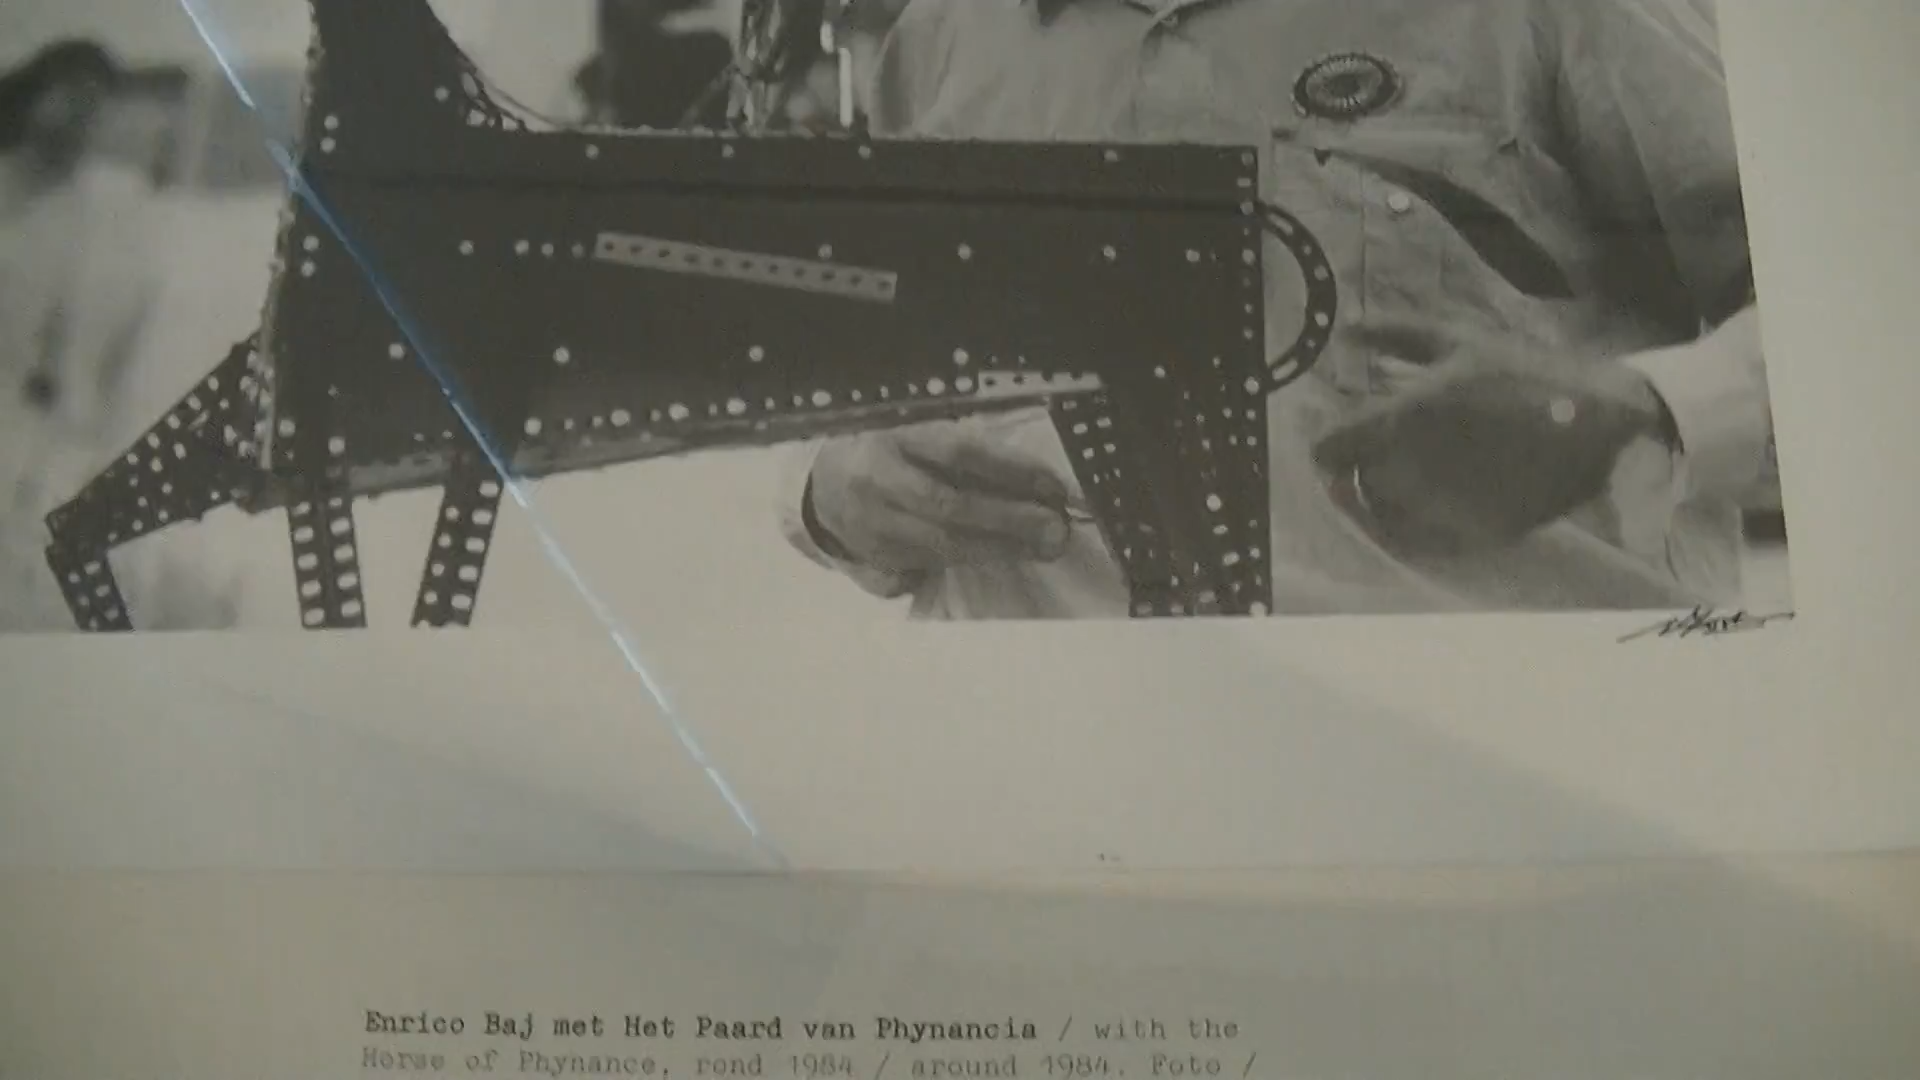 Enrico Baj met Het Paard van Phynancia / with the
Horse of Phynance, rond 1984 / around 1984. Foto /